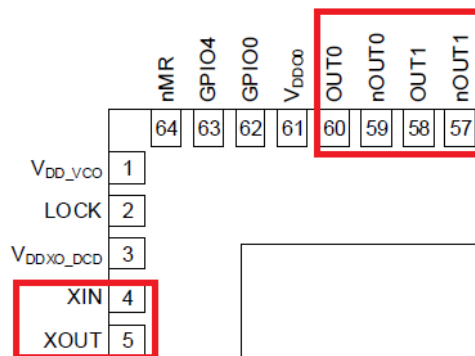 nMR
GPIO4
GPIO0
VDDO0
OUT0
nOUT0
OUT1
nOUT1
64 63 62 61 60 59 58 57
VDD_VCO 1
LOCK 2
VDDXO_DCD 3
XIN 4
XOUT 5